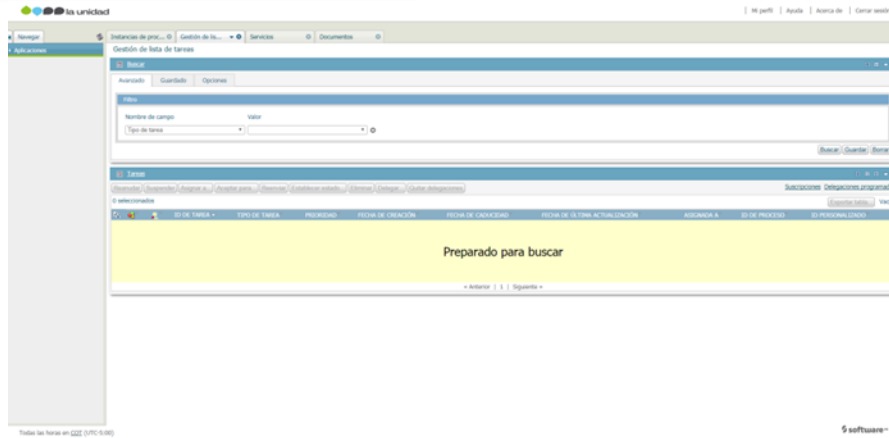 la unidad
Mi perfil | Ayuda | Acerca de | Cerrar sesión
Navegar
Instancias de proc... Gestión de la... Servicios Documentos
Aplicaciones
Gestión de lista de tareas
Buscar
Avanzado Guardado Opciones
Filtro
Nombre de campo Valor
Tipo de tarea
Buscar Guardar Borrar
Tareas
Reanudar Suspender Asignar a... Aceptar para... Reservar Establecer estado... Eliminar Delegar... Quitar delegaciones
Suscripciones Delegaciones programad
0 seleccionados
Exportar tabla... Vac
ID DE TAREA TIPO DE TAREA PRIORIDAD FECHA DE CREACIÓN FECHA DE CADUCIDAD FECHA DE ÚLTIMA ACTUALIZACIÓN ASIGNADA A ID DE PROCESO ID PERSONALIZADO
Preparado para buscar
« Anterior | 1 | Siguiente »
Todas las horas en COT (UTC-5:00)
software